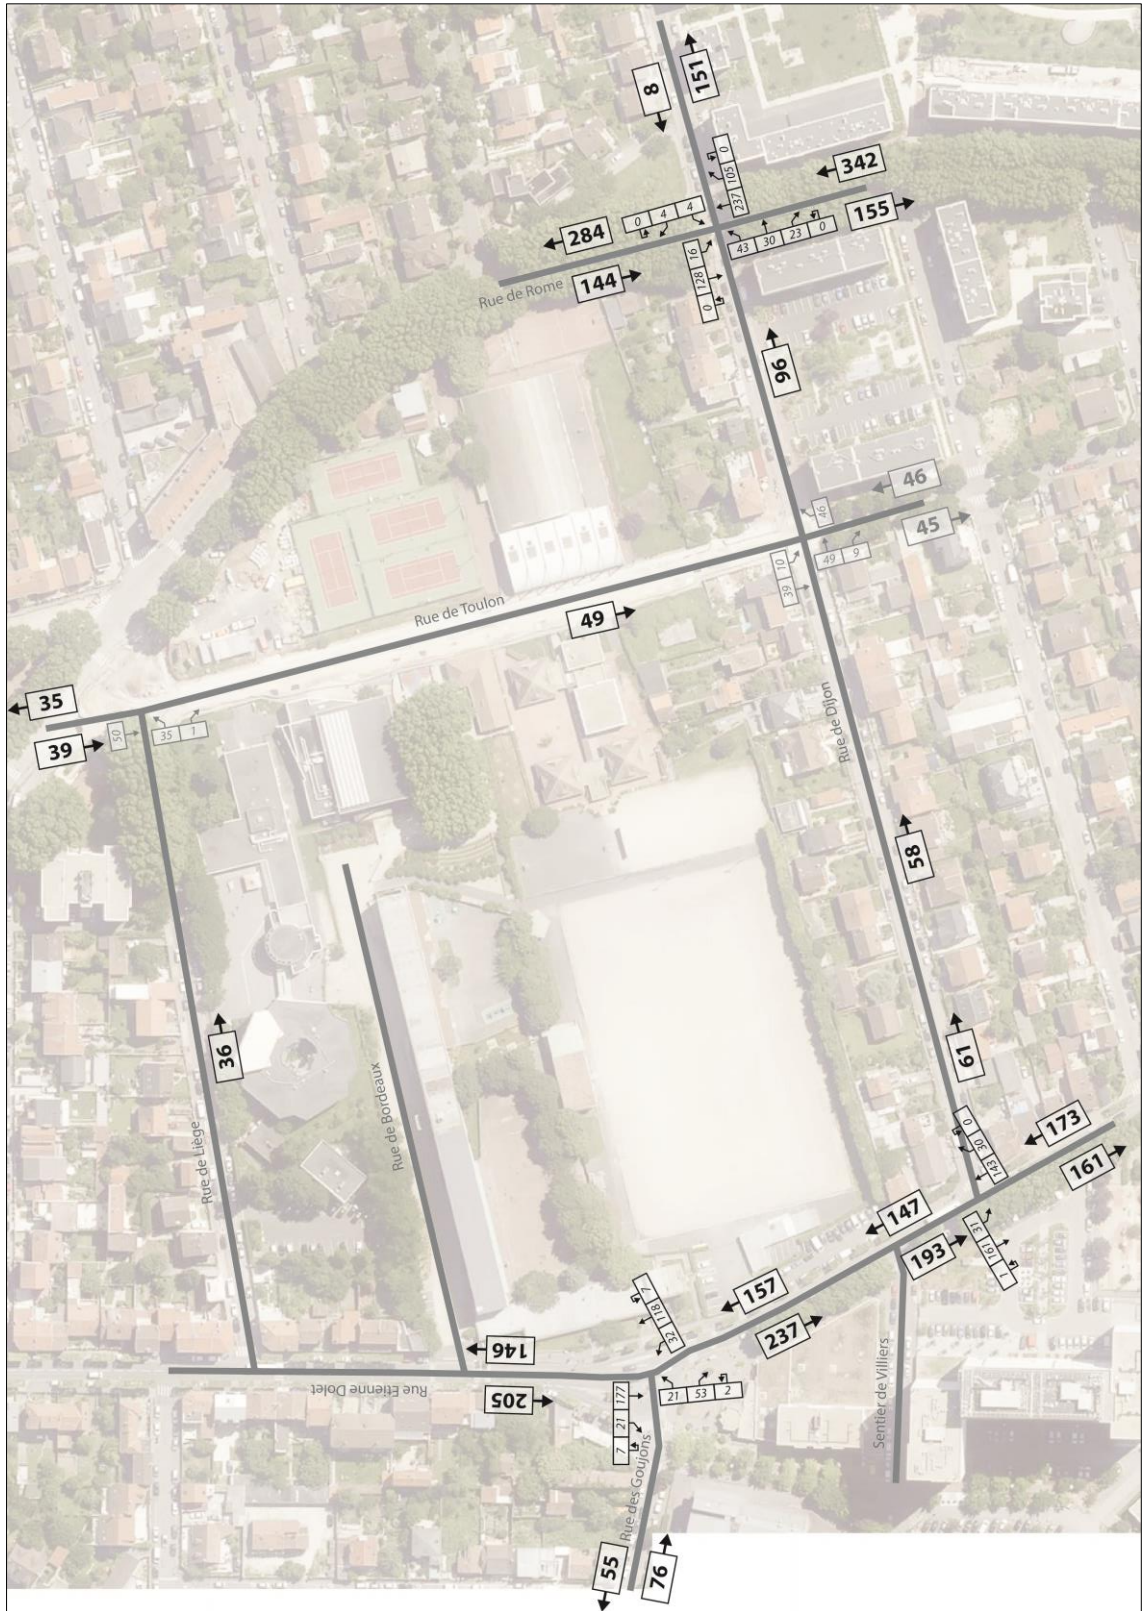 151
8
342
155
284
144
0 4 4
237 105 0
0 128 16
43 30 23 0
Rue de Rome
96
46
45
46
49 9
39 10
Rue de Toulon
49
35
39
50
35 1
Rue de Dijon
58
61
36
Rue de Liège
Rue de Bordeaux
143 30 0
173
161
147
193
1 161 31
157
237
32 118 7
146
205
Rue Etienne Dolet
7 21 177
21 53 2
Rue des Goujons
Sentier de Villiers
55
76